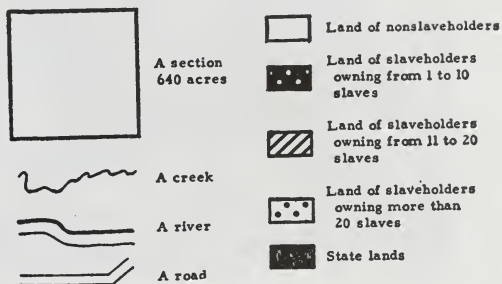 A section
640 acres
A creek
A river
A road
Land of nonslaveholders
Land of slaveholders
owning from 1 to 10
slaves
Land of slaveholders
owning from 11 to 20
slaves
Land of slaveholders
owning more than
20 slaves
State lands